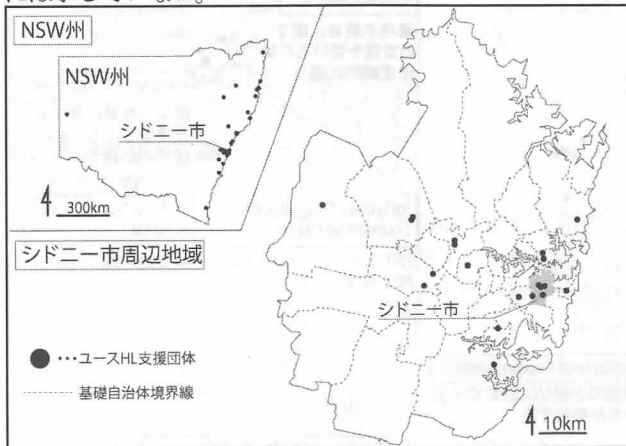 NSW州
NSW州
シドニー市
300km
シドニー市周辺地域
シドニー市
●・・・ユースHL支援団体
基礎自治体境界線
10km